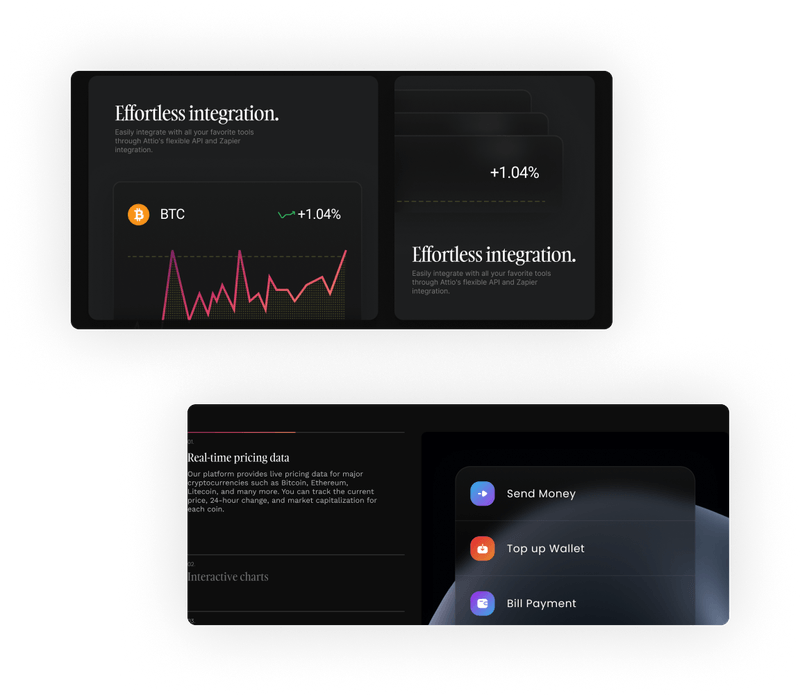 Effortless integration.
Easily integrate with all your favorite tools
through Attio's flexible API and Zapier
integration.
BTC
+1.04%
+1.04%
Effortless integration.
Easily integrate with all your favorite tools
through Attio's flexible API and Zapier
integration.
01
Real-time pricing data
Our platform provides live pricing data for major
cryptocurrencies such as Bitcoin, Ethereum,
Litecoin, and many more. You can track the current
price, 24-hour change, and market capitalization for
each coin.
Interactive charts
Send Money
Top up Wallet
Bill Payment